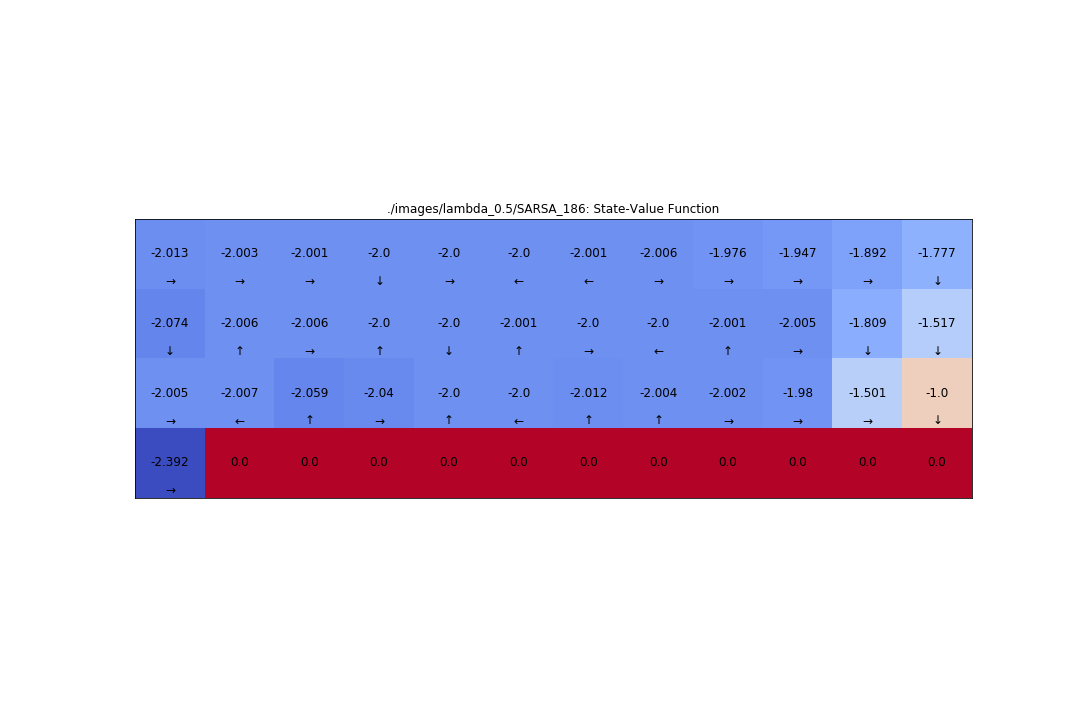 ./images/lambda_0.5/SARSA_186: State-Value Function
-2.013 -2.003 -2.001 -2.0 -2.0 -2.0 -2.001 -2.006 -1.976 -1.947 -1.892 -1.777
→ → → ↓ → ← ← → → → → ↓
-2.074 -2.006 -2.006 -2.0 -2.0 -2.001 -2.0 -2.0 -2.001 -2.005 -1.809 -1.517
↓ ↑ → ↑ ↓ ↑ → ← ↑ → ↓ ↓
-2.005 -2.007 -2.059 -2.04 -2.0 -2.0 -2.012 -2.004 -2.002 -1.98 -1.501 -1.0
→ ← ↑ → ↑ ← ↑ ↑ → → → ↓
-2.392 0.0 0.0 0.0 0.0 0.0 0.0 0.0 0.0 0.0 0.0 0.0
→